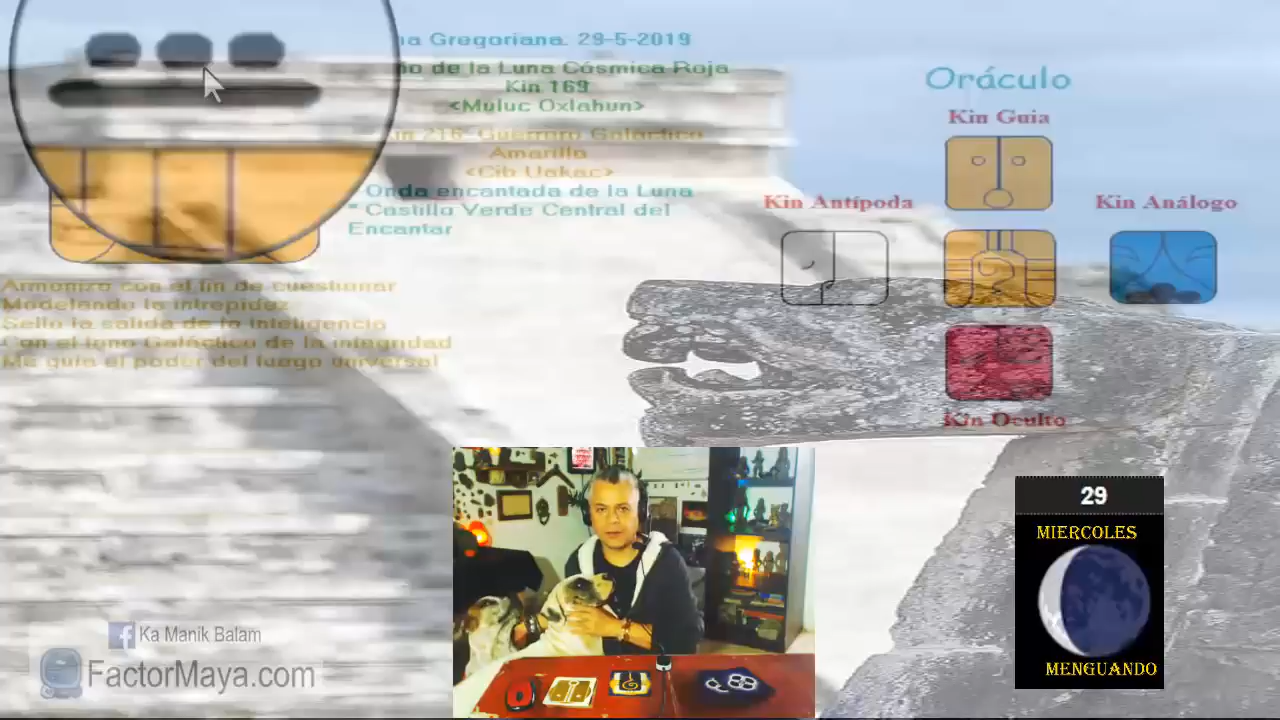 na Gregoriana. 29-5-2019
ño de la Luna Cósmica Roja
Kin 169
<Muluc Oxlahun>
in 216 Guerrero Galáctico
Amarillo
<Cib Uakac>
Onda encantada de la Luna
* Castillo Verde Central del
Encantar
Armonizo con el fin de cuestionar
Modelando la intrepidez
Sello la salida de la inteligencia
Con el tono Galáctico de la integridad
Me guía el poder del fuego universal
Oráculo
Kin Guia
Kin Antípoda
Kin Análogo
Kin Oculto
29
MIERCOLES
MENGUANDO
Ka Manik Balam
FactorMaya.com